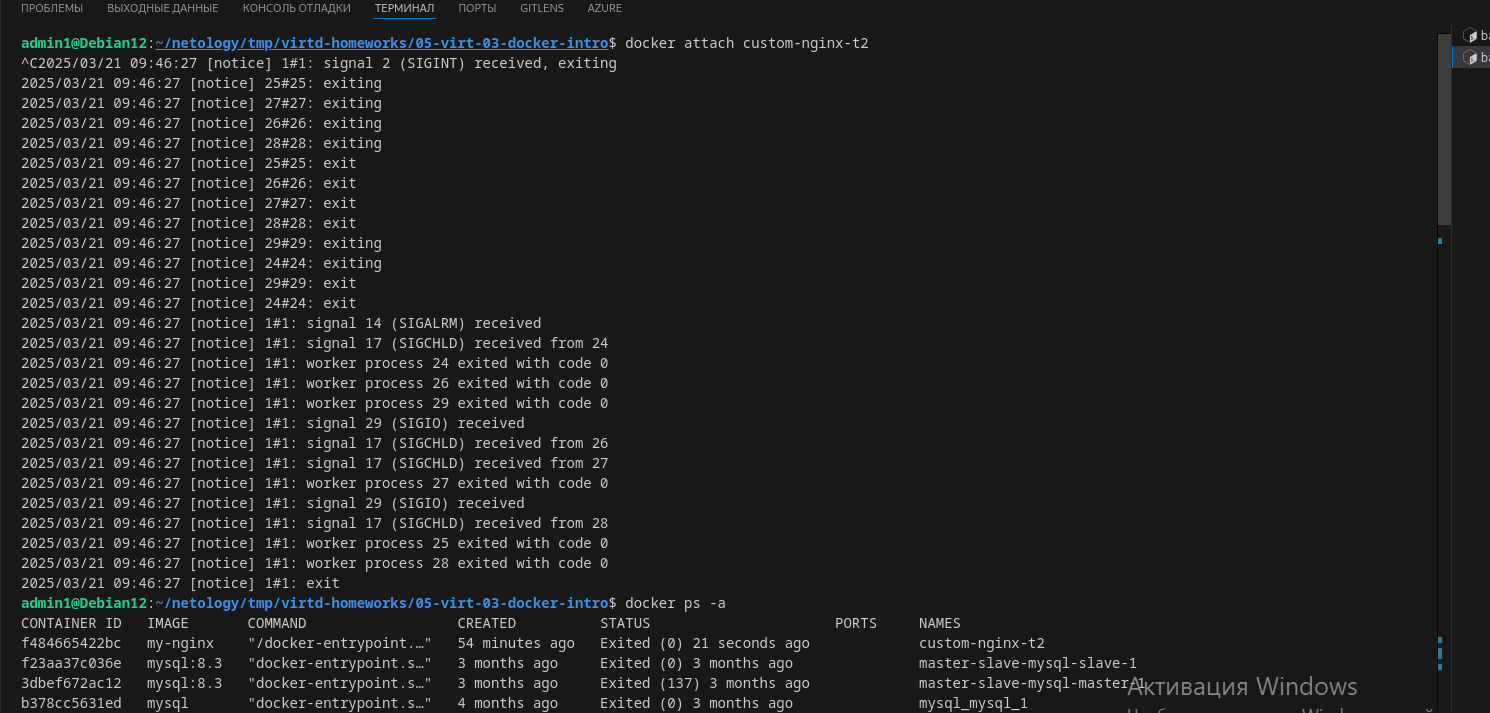 ПРОБЛЕМЫ ВЫХОДНЫЕ ДАННЫЕ КОНСОЛЬ ОТЛАДКИ ТЕРМИНАЛ ПОРТЫ GITLENS AZURE
admin1@Debian12:~/netology/tmp/virtd-homeworks/05-virt-03-docker-intro$ docker attach custom-nginx-t2
^C2025/03/21 09:46:27 [notice] 1#1: signal 2 (SIGINT) received, exiting
2025/03/21 09:46:27 [notice] 25#25: exiting
2025/03/21 09:46:27 [notice] 27#27: exiting
2025/03/21 09:46:27 [notice] 26#26: exiting
2025/03/21 09:46:27 [notice] 28#28: exiting
2025/03/21 09:46:27 [notice] 25#25: exit
2025/03/21 09:46:27 [notice] 26#26: exit
2025/03/21 09:46:27 [notice] 27#27: exit
2025/03/21 09:46:27 [notice] 28#28: exit
2025/03/21 09:46:27 [notice] 29#29: exiting
2025/03/21 09:46:27 [notice] 24#24: exiting
2025/03/21 09:46:27 [notice] 29#29: exit
2025/03/21 09:46:27 [notice] 24#24: exit
2025/03/21 09:46:27 [notice] 1#1: signal 14 (SIGALRM) received
2025/03/21 09:46:27 [notice] 1#1: signal 17 (SIGCHLD) received from 24
2025/03/21 09:46:27 [notice] 1#1: worker process 24 exited with code 0
2025/03/21 09:46:27 [notice] 1#1: worker process 26 exited with code 0
2025/03/21 09:46:27 [notice] 1#1: worker process 29 exited with code 0
2025/03/21 09:46:27 [notice] 1#1: signal 29 (SIGIO) received
2025/03/21 09:46:27 [notice] 1#1: signal 17 (SIGCHLD) received from 26
2025/03/21 09:46:27 [notice] 1#1: signal 17 (SIGCHLD) received from 27
2025/03/21 09:46:27 [notice] 1#1: worker process 27 exited with code 0
2025/03/21 09:46:27 [notice] 1#1: signal 29 (SIGIO) received
2025/03/21 09:46:27 [notice] 1#1: signal 17 (SIGCHLD) received from 28
2025/03/21 09:46:27 [notice] 1#1: worker process 25 exited with code 0
2025/03/21 09:46:27 [notice] 1#1: worker process 28 exited with code 0
2025/03/21 09:46:27 [notice] 1#1: exit
admin1@Debian12:~/netology/tmp/virtd-homeworks/05-virt-03-docker-intro$ docker ps -a
CONTAINER ID IMAGE COMMAND CREATED STATUS PORTS NAMES
f484665422bc my-nginx "/docker-entrypoint.…" 54 minutes ago Exited (0) 21 seconds ago custom-nginx-t2
f23aa37c036e mysql:8.3 "docker-entrypoint.s…" 3 months ago Exited (0) 3 months ago master-slave-mysql-slave-1
3dbef672ac12 mysql:8.3 "docker-entrypoint.s…" 3 months ago Exited (137) 3 months ago master-slave-mysql-master-1
b378cc5631ed mysql "docker-entrypoint.s…" 4 months ago Exited (0) 3 months ago mysql_mysql_1
Активация Windows
ba
ba